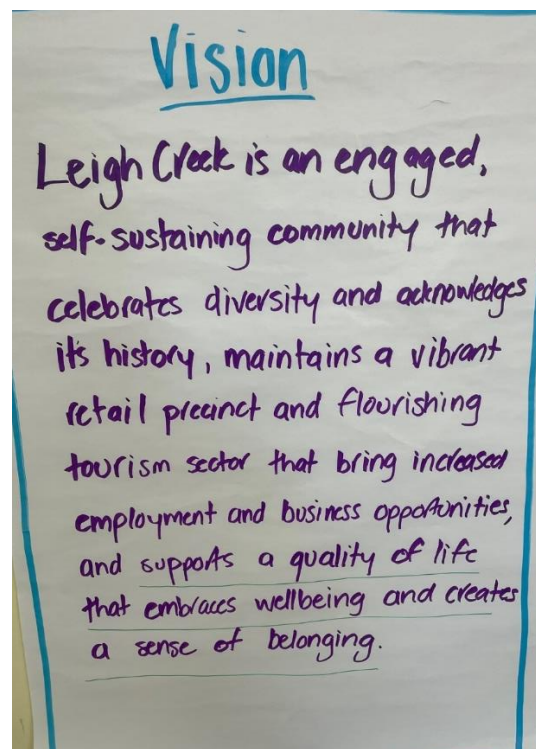 Vision
Leigh Creek is an engaged,
self-sustaining community that
celebrates diversity and acknowledges
it's history, maintains a vibrant
retail precinct and flourishing
tourism sector that bring increased
employment and business opportunities,
and supports a quality of life
that embraces wellbeing and creates
a sense of belonging.